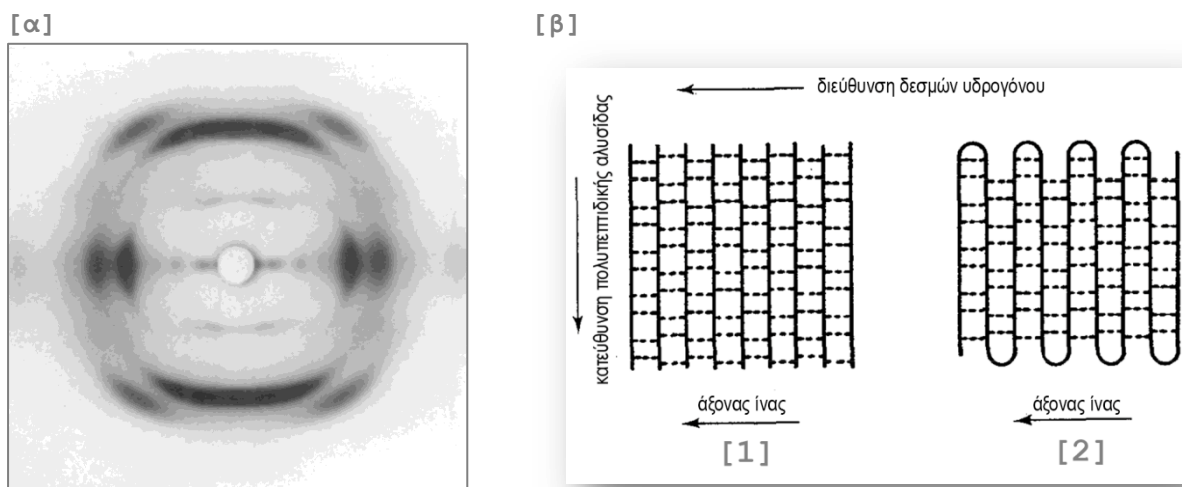 [α]
[β]
διεύθυνση δεσμών υδρογόνου
κατεύθυνση πολυπεπτιδικής αλυσίδας
άξονας ίνας
άξονας ίνας
[1]
[2]